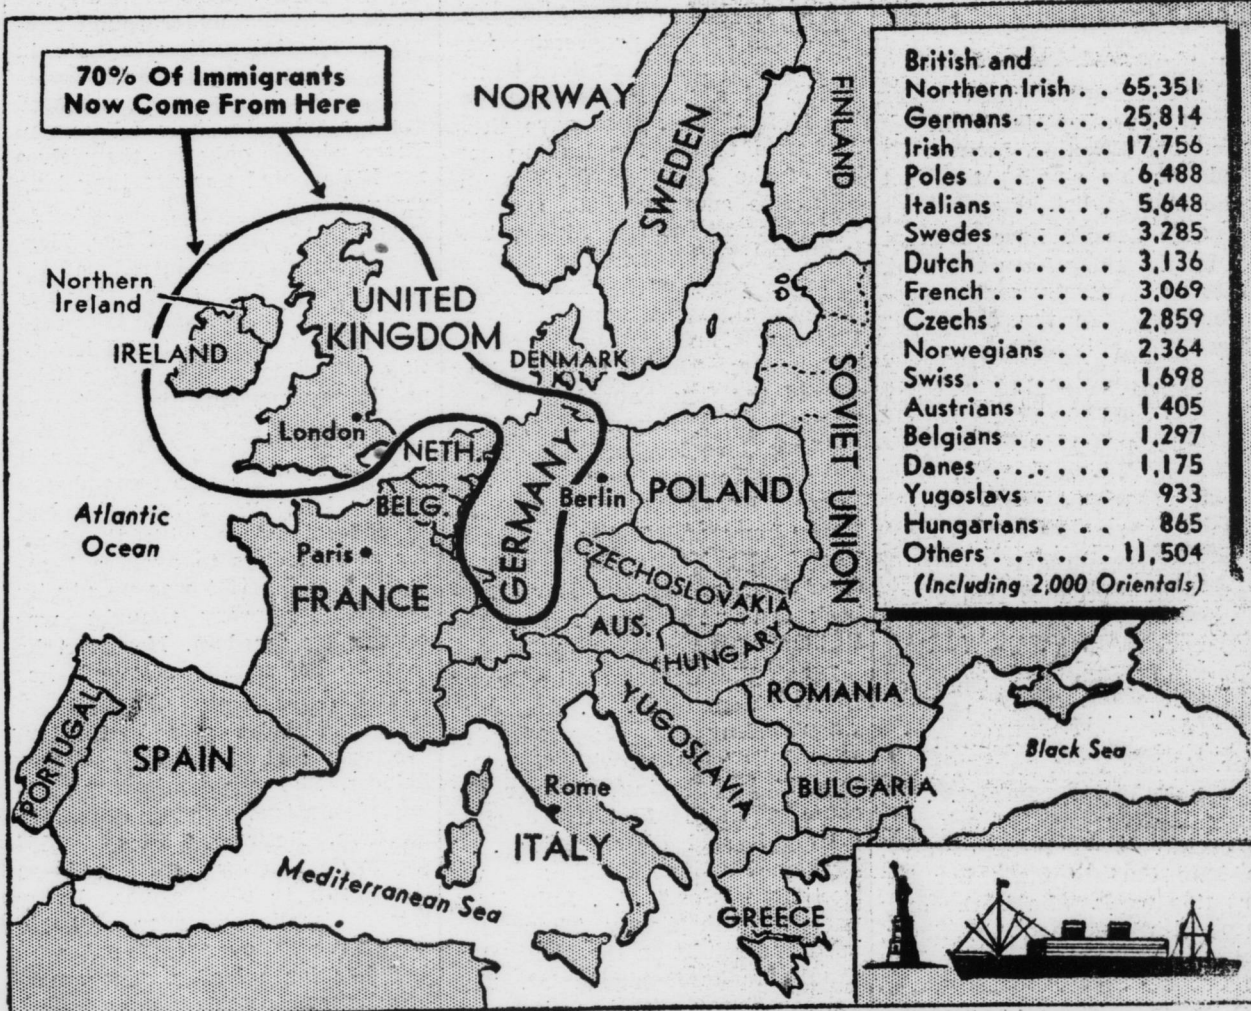 70% Of Immigrants
Now Come From Here
NORWAY
SWEDEN
FINLAND
Northern
Ireland
IRELAND
UNITED
KINGDOM
DENMARK
London
NETH.
BELG.
GERMANY
Berlin
POLAND
SOVIET UNION
Atlantic
Ocean
Paris
FRANCE
CZECHOSLOVAKIA
AUS.
HUNGARY
ROMANIA
PORTUGAL
SPAIN
YUGOSLAVIA
Black Sea
BULGARIA
Rome
ITALY
Mediterranean Sea
GREECE
British and
Northern Irish . . 65,351
Germans . . . . 25,814
Irish . . . . . . . 17,756
Poles . . . . . . 6,488
Italians . . . . . 5,648
Swedes . . . . . 3,285
Dutch . . . . . . 3,136
French . . . . . . 3,069
Czechs . . . . . 2,859
Norwegians . . . 2,364
Swiss . . . . . . 1,698
Austrians . . . . 1,405
Belgians . . . . . 1,297
Danes . . . . . . 1,175
Yugoslavs . . . . 933
Hungarians . . . 865
Others . . . . . . 11,504
(Including 2,000 Orientals)